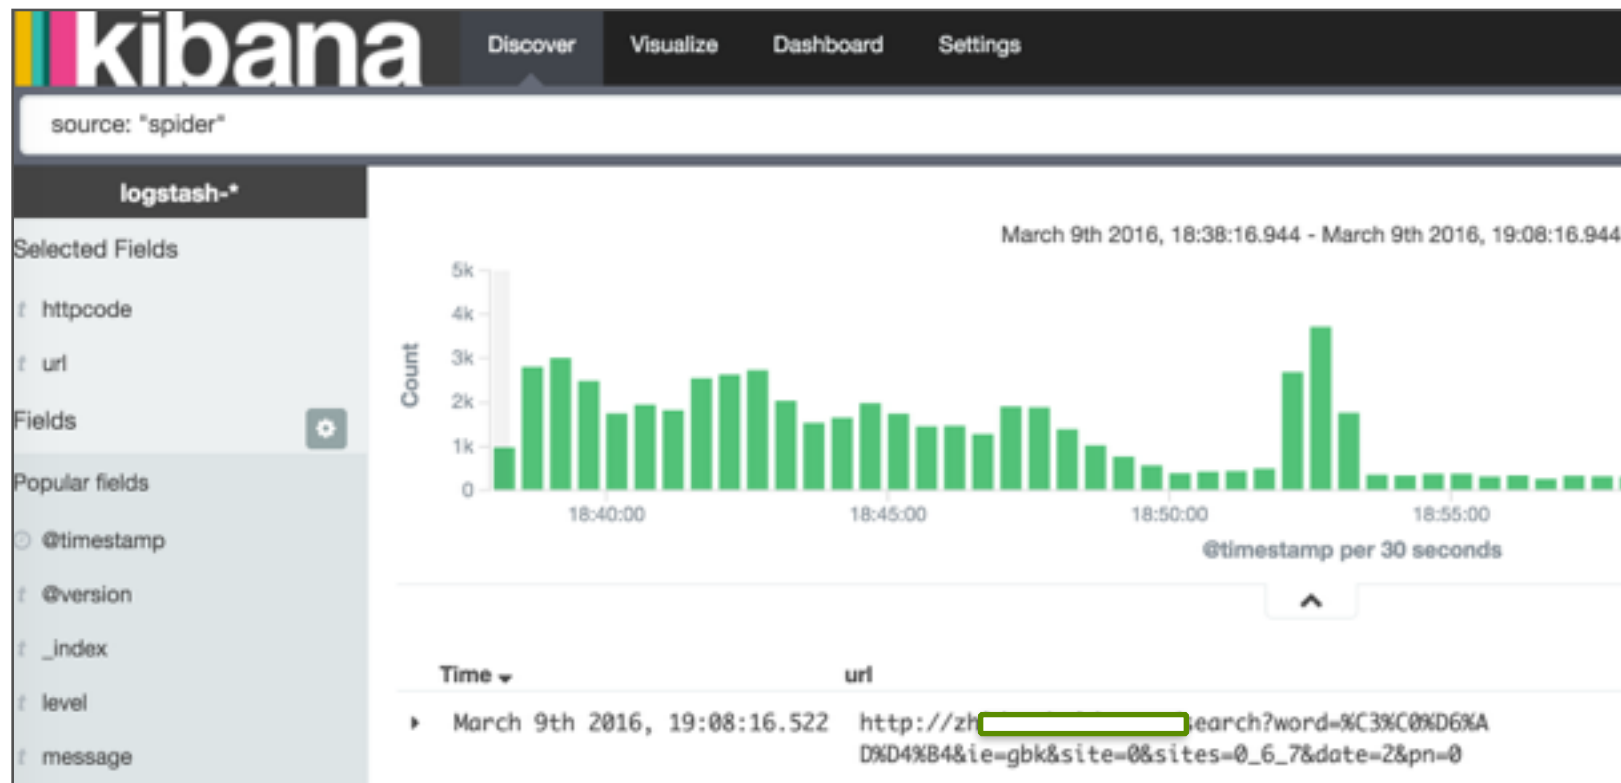 kibana
Discover Visualize Dashboard Settings
source: "spider"
logstash-*
Selected Fields
t httpcode
t url
Fields
Popular fields
@timestamp
t @version
t _index
t level
t message
March 9th 2016, 18:38:16.944 - March 9th 2016, 19:08:16.944
Count
5k
4k
3k
2k
1k
0
18:40:00 18:45:00 18:50:00 18:55:00
@timestamp per 30 seconds
Time url
March 9th 2016, 19:08:16.522 http://zh earch?word=%C3%C0%D6%A
D%D4%B4&ie=gbk&site=0&sites=0_6_7&date=2&pn=0